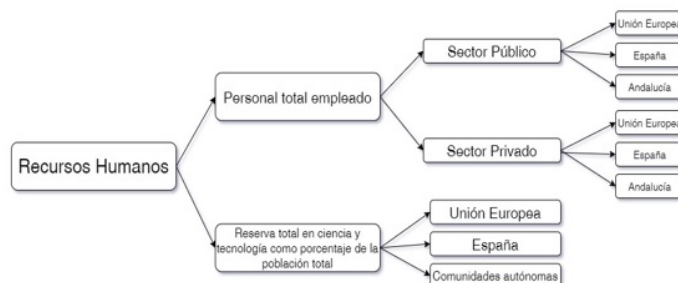 Recursos Humanos
Personal total empleado
Sector Público
Unión Europea
España
Andalucía
Sector Privado
Unión Europea
España
Andalucía
Reserva total en ciencia y
tecnología como porcentaje de la
población total
Unión Europea
España
Comunidades autónomas